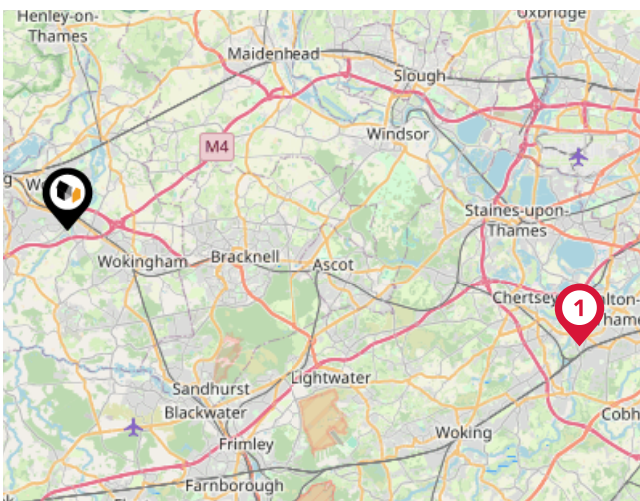 Henley-on-
Thames
Uxbridge
Maidenhead
Slough
M4
Windsor
Staines-upon-
Thames
Wokingham
Bracknell
Ascot
Chertsey
1
Lightwater
Sandhurst
Blackwater
Cobh
Woking
Frimley
Farnborough